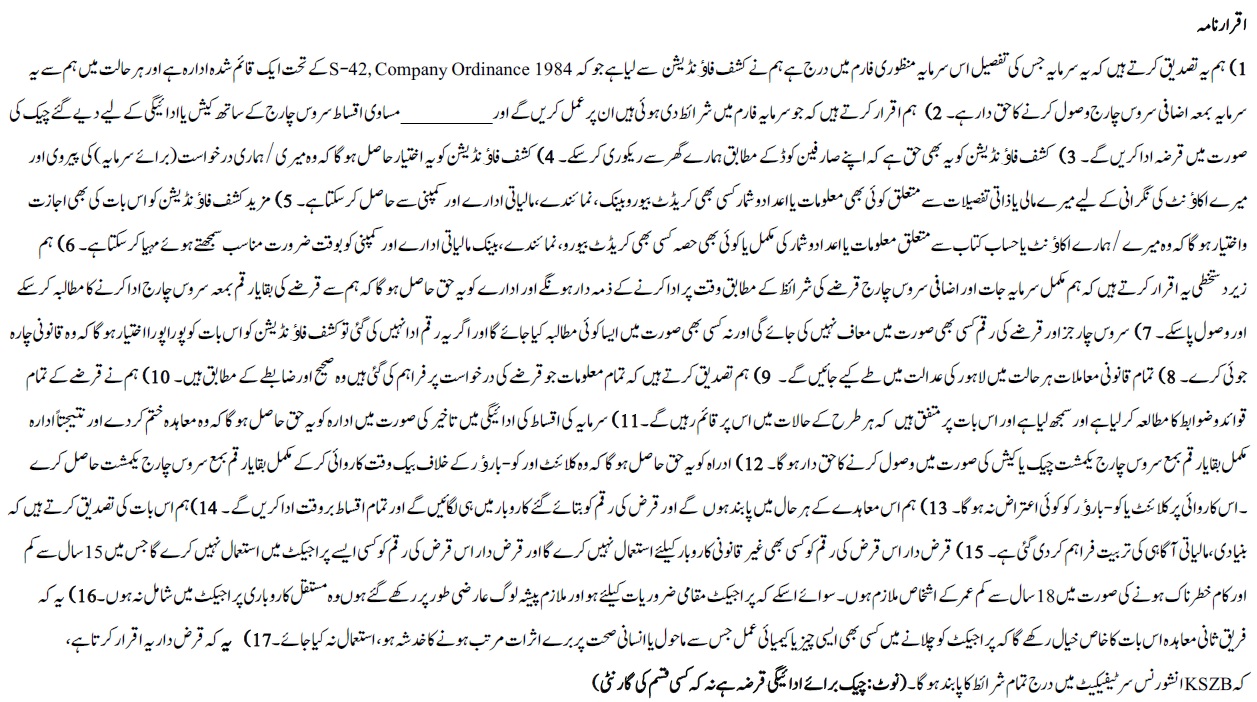 اقرارنامہ
1) ہم یہ تصدیق کرتے ہیں کہ یہ سرمایہ جس کی تفصیل اس سرمایہ منظوری فارم میں درج ہے ہم نے کشف فاؤنڈیشن سے لیا ہے جو کہ S-42, Company Ordinance 1984 کے تحت ایک قائم شدہ ادارہ ہے اور ہر حالت میں ہم سے یہ
سرمایہ بمعہ اضافی سروس چارج وصول کرنے کا حق دار ہے۔ 2) ہم اقرار کرتے ہیں کہ جو سرمایہ فارم میں شرائط دی ہوئی ہیں ان پر عمل کریں گے اور__________ مساوی اقساط سروس چارج کے ساتھ کیش یا ادائیگی کے لیے دیے گئے چیک کی
صورت میں قرضہ ادا کریں گے۔ 3) کشف فاؤنڈیشن کو یہ بھی حق ہے کہ اپنے صارفین کوڈ کے مطابق ہمارے گھر سے ریکوری کر سکے۔ 4) کشف فاؤنڈیشن کو یہ اختیار حاصل ہو گا کہ وہ میری/ہماری درخواست (برائے سرمایہ) کی پیروی اور
میرے اکاؤنٹ کی نگرانی کے لیے میرے مالی یا ذاتی تفصیلات سے متعلق کوئی بھی معلومات یا اعداد و شمار کسی بھی کریڈٹ بیورو بینک، نمائندے، مالیاتی ادارے اور کمپنی سے حاصل کر سکتا ہے۔ 5) مزید کشف فاؤنڈیشن کو اس بات کی بھی اجازت
و اختیار ہو گا کہ وہ میرے/ہمارے اکاؤنٹ یا حساب کتاب سے متعلق معلومات یا اعداد و شمار کی مکمل یا کوئی بھی حصہ کسی بھی کریڈٹ بیورو، نمائندے، بینک مالیاتی ادارے اور کمپنی کو بوقت ضرورت مناسب سمجھتے ہوئے مہیا کر سکتا ہے۔ 6) ہم
زیر دستخطی یہ اقرار کرتے ہیں کہ ہم مکمل سرمایہ جات اور اضافی سروس چارج قرضے کی شرائط کے مطابق وقت پر ادا کرنے کے ذمہ دار ہونگے اور ادارے کو یہ حق حاصل ہو گا کہ ہم سے قرضے کی بقایا رقم بمعہ سروس چارج ادا کرنے کا مطالبہ کر سکے
اور وصول پا سکے۔ 7) سروس چارجز اور قرضے کی رقم کسی بھی صورت میں معاف نہیں کی جائے گی اور نہ کسی بھی صورت میں ایسا کوئی مطالبہ کیا جائے گا اور اگر یہ رقم ادا نہیں کی گئی تو کشف فاؤنڈیشن کو اس بات کو پورا پورا اختیار ہو گا کہ وہ قانونی چارہ
جوئی کرے۔ 8) تمام قانونی معاملات ہر حالت میں لاہور کی عدالت میں طے کیے جائیں گے۔ 9) ہم تصدیق کرتے ہیں کہ تمام معلومات جو قرضے کی درخواست پر فراہم کی گئی ہیں وہ صحیح اور ضابطے کے مطابق ہیں۔ 10) ہم نے قرضے کے تمام
قوائد و ضوابط کا مطالعہ کر لیا ہے اور سمجھ لیا ہے اور اس بات پر متفق ہیں کہ ہر طرح کے حالات میں اس پر قائم رہیں گے۔11) سرمایہ کی اقساط کی ادائیگی میں تاخیر کی صورت میں ادارہ کو یہ حق حاصل ہو گا کہ وہ معاہدہ ختم کر دے اور نتیجتاً ادارہ
مکمل بقایا رقم بمع سروس چارج یکمشت چیک یا کیش کی صورت میں وصول کرنے کا حق دار ہو گا۔ 12) ادراہ کو یہ حق حاصل ہو گا کہ وہ کلائنٹ اور کو-باروٴر کے خلاف بیک وقت کاروائی کر کے مکمل بقایا رقم بمع سروس چارج یکمشت حاصل کرے
۔ اس کاروائی پر کلائنٹ یا کو-باروٴر کو کوئی اعتراض نہ ہو گا۔ 13) ہم اس معاہدے کے ہر حال میں پابند ہوں گے اور قرض کی رقم کو بتائے گئے کاروبار میں ہی لگائیں گے اور تمام اقساط بروقت ادا کریں گے۔ 14) ہم اس بات کی تصدیق کرتے ہیں کہ
بنیادی، مالیاتی آگاہی کی تربیت فراہم کر دی گئی ہے۔ 15) قرض دار اس قرض کی رقم کو کسی بھی غیر قانونی کاروبار کیلئے استعمال نہیں کرے گا اور قرض دار اس قرض کی رقم کو کسی ایسے پراجیکٹ میں استعمال نہیں کرے گا جس میں 15 سال سے کم
اور کام خطرناک ہونے کی صورت میں 18 سال سے کم عمر کے اشخاص ملازم ہوں۔ سوائے اسکے کہ پراجیکٹ مقامی ضروریات کیلئے ہو اور ملازم پیشہ لوگ عارضی طور پر رکھے گئے ہوں وہ مستقل کاروباری پراجیکٹ میں شامل نہ ہوں۔16) یہ کہ
فریق ثانی معاہدہ اس بات کا خاص خیال رکھے گا کہ پراجیکٹ کو چلانے میں کسی بھی ایسی چیز یا کیمیائی عمل جس سے ماحول یا انسانی صحت پر برے اثرات مرتب ہونے کا خدشہ ہو، استعمال نہ کیا جائے۔17) یہ کہ قرض دار یہ اقرار کرتا ہے،
کہ KSZB انشورنس سرٹیفیکیٹ میں درج تمام شرائط کا پابند ہو گا۔ (نوٹ: چیک برائے ادائیگی قرضہ ہے نہ کہ کسی قسم کی گارنٹی)